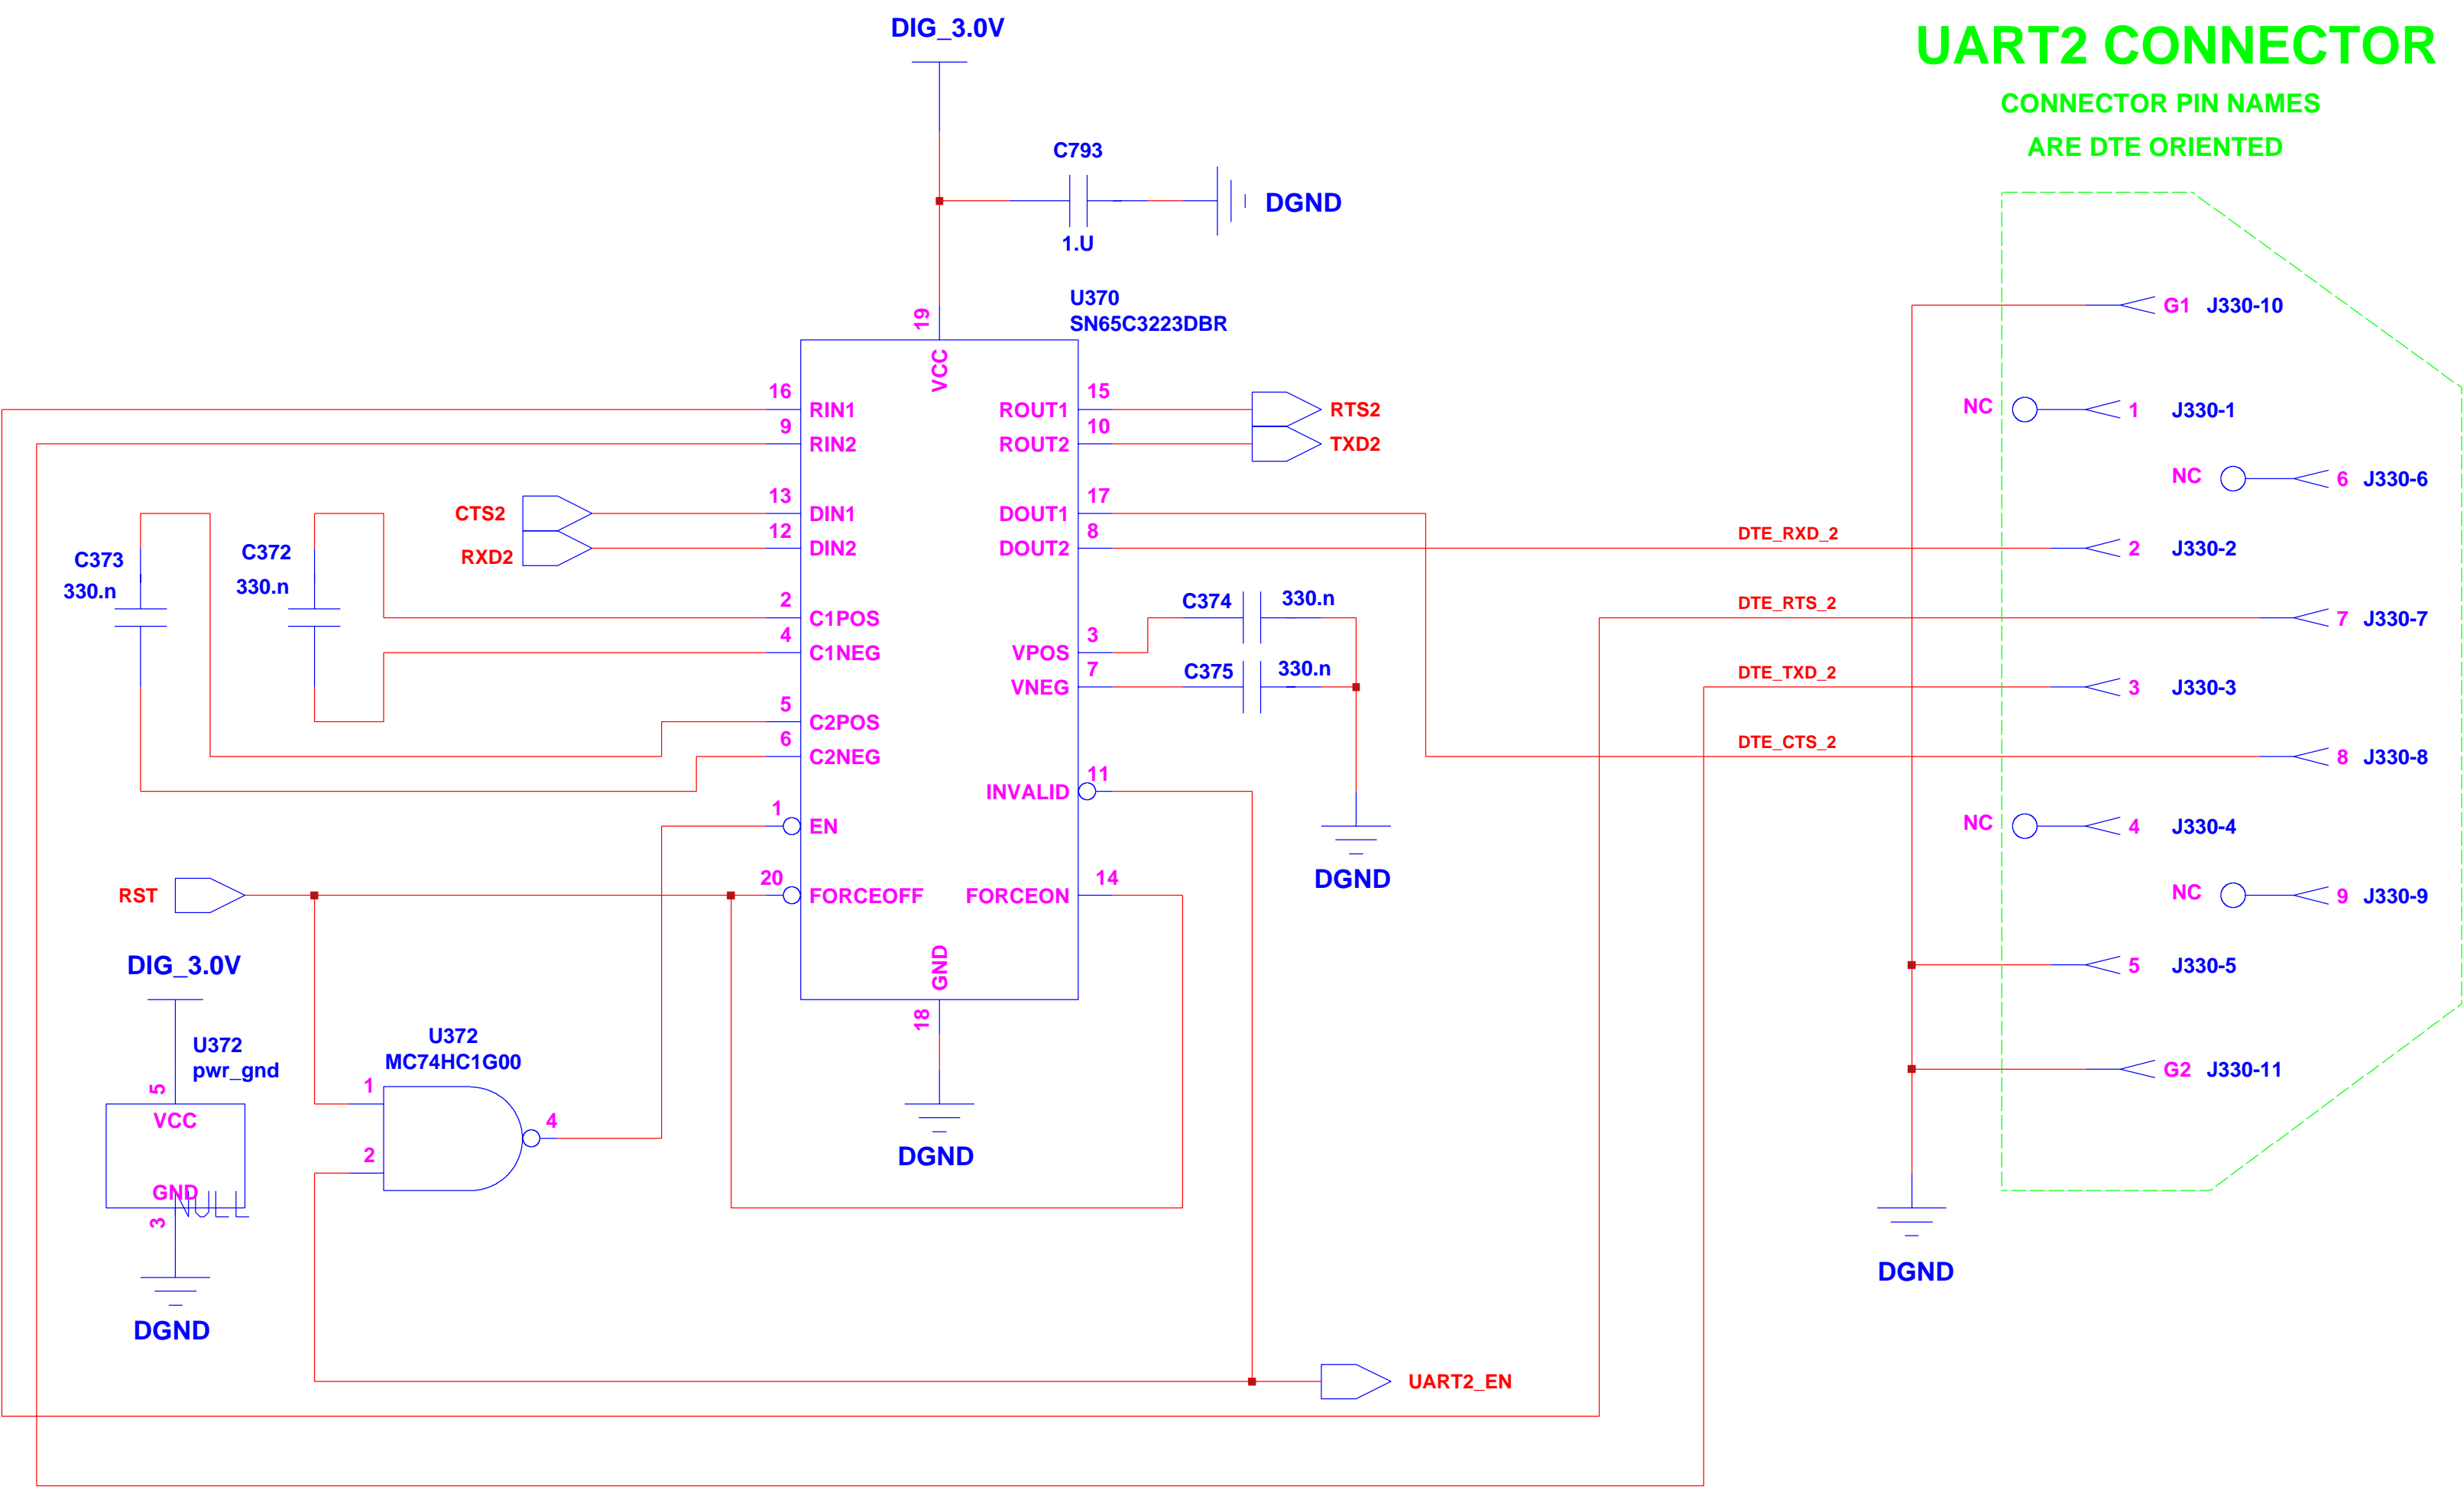 DIG_3.0V
UART2 CONNECTOR
CONNECTOR PIN NAMES
ARE DTE ORIENTED
C793
DGND
1.U
U370
SN65C3223DBR
19
VCC
16 RIN1
9 RIN2
13 DIN1
12 DIN2
2 C1POS
4 C1NEG
5 C2POS
6 C2NEG
1 EN
20 FORCEOFF
ROUT1 15
ROUT2 10
DOUT1 17
DOUT2 8
VPOS 3
VNEG 7
INVALID 11
FORCEON 14
GND
18
DGND
RTS2
TXD2
CTS2
RXD2
C373
330.n
C372
330.n
C374 330.n
C375 330.n
DGND
RST
DIG_3.0V
U372
pwr_gnd
5
VCC
GND
NULL
3
DGND
U372
MC74HC1G00
1
2
4
UART2_EN
DTE_RXD_2
DTE_RTS_2
DTE_TXD_2
DTE_CTS_2
G1 J330-10
NC 1 J330-1
NC 6 J330-6
2 J330-2
7 J330-7
3 J330-3
8 J330-8
NC 4 J330-4
NC 9 J330-9
5 J330-5
G2 J330-11
DGND